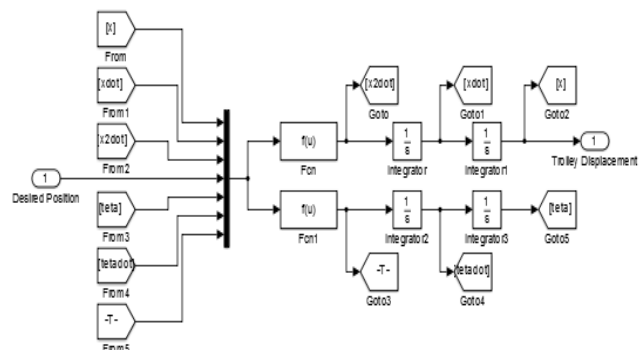 [x]
From
[xdot]
From1
[x2dot]
From2
1
Desired Position
[teta]
From3
[tetadot]
From4
-T-
From5
f(u)
Fcn
f(u)
Fcn1
[x2dot]
Goto
[xdot]
Goto1
[x]
Goto2
1
s
Integrator
1
s
Integrator1
1
Trolley Displacement
1
s
Integrator2
1
s
Integrator3
[teta]
Goto5
-T-
Goto3
[tetadot]
Goto4